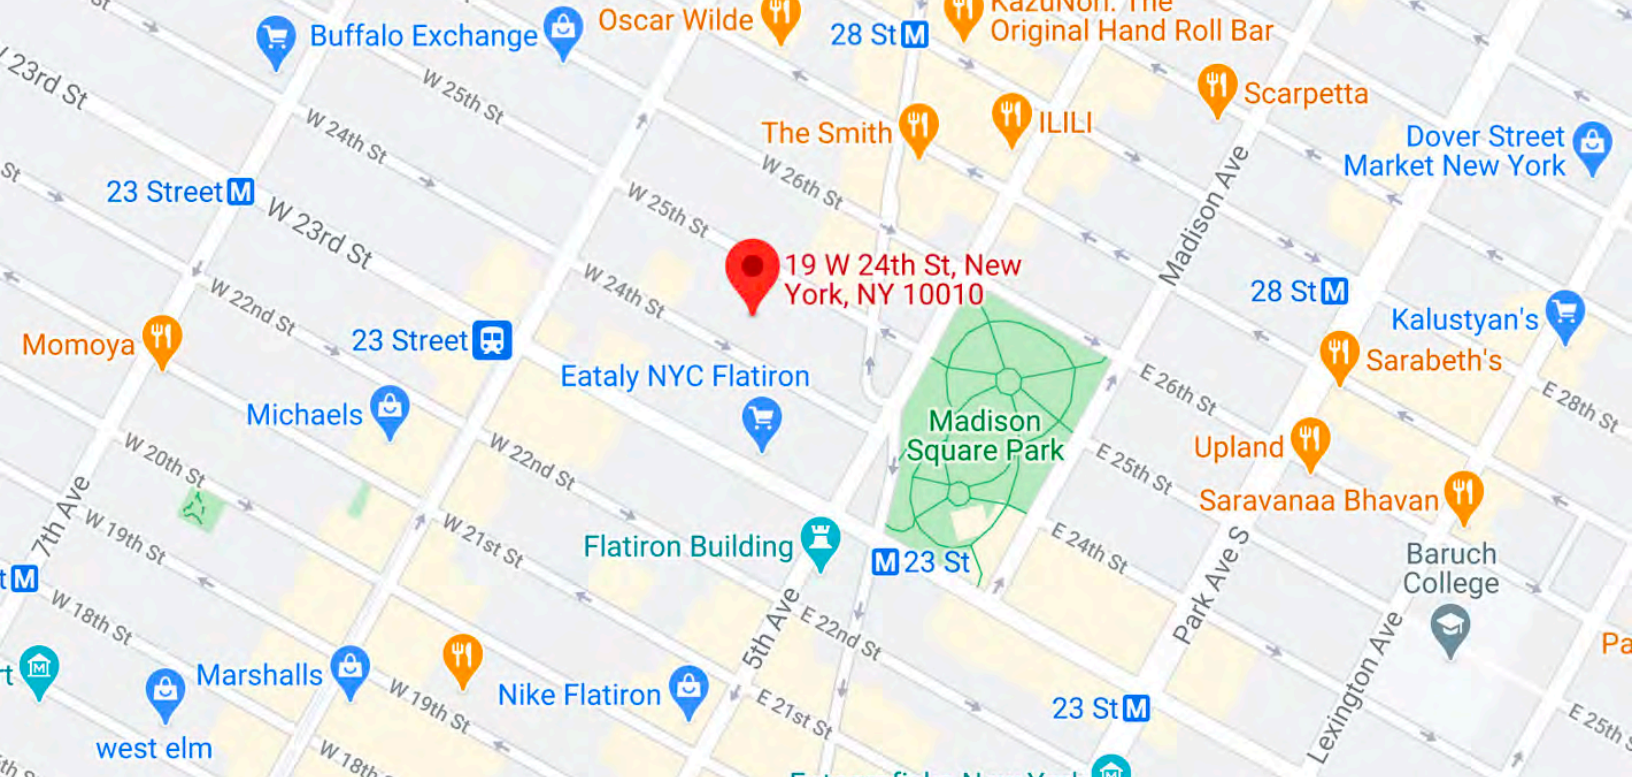 st
Oscar Wilde
KazuNori: The
Original Hand Roll Bar
Buffalo Exchange
28 St
W 23rd St
W 25th St
Scarpetta
W 24th St
The Smith
ILILI
Dover Street
Market New York
W 26th St
St
23 Street
W 25th St
Madison Ave
W 23rd St
19 W 24th St, New
York, NY 10010
W 24th St
28 St
W 22nd St
Kalustyan's
Momoya
23 Street
Sarabeth's
Eataly NYC Flatiron
E 26th St
E 28th St
Michaels
Madison
Square Park
Upland
W 20th St
W 22nd St
E 25th St
Saravanaa Bhavan
7th Ave
W 19th St
W 21st St
Flatiron Building
23 St
E 24th St
Baruch
College
Park Ave S
t
W 18th St
5th Ave
E 22nd St
Lexington Ave
Pa
t
Marshalls
W 19th St
Nike Flatiron
E 21st St
23 St
E 25th S
west elm
W 18th
th St